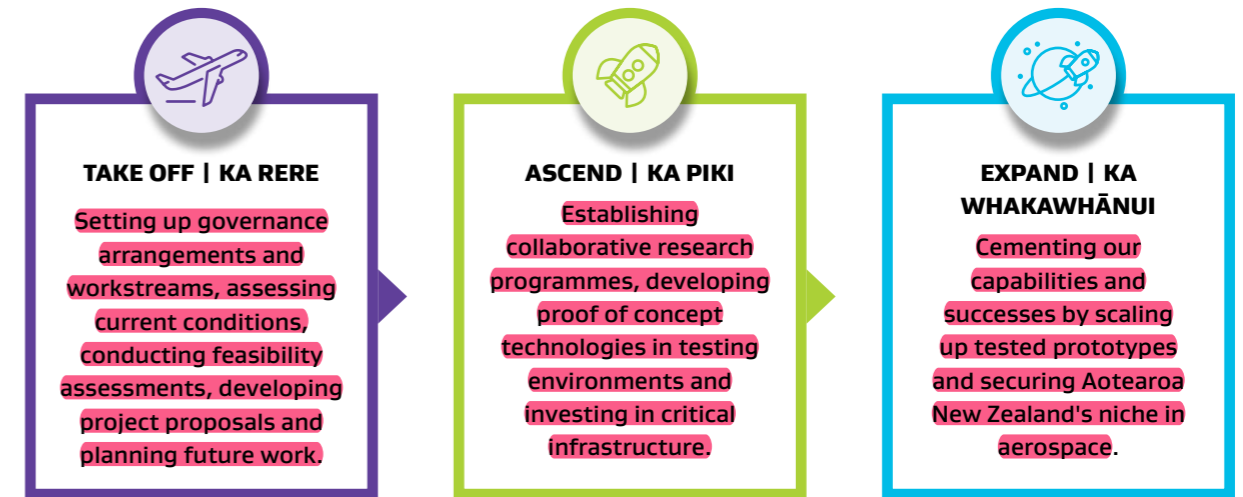 TAKE OFF | KA RERE
Setting up governance
arrangements and
workstreams, assessing
current conditions,
conducting feasibility
assessments, developing
project proposals and
planning future work.
ASCEND | KA PIKI
Establishing
collaborative research
programmes, developing
proof of concept
technologies in testing
environments and
investing in critical
infrastructure.
EXPAND | KA
WHAKAWHĀNUI
Cementing our
capabilities and
successes by scaling
up tested prototypes
and securing Aotearoa
New Zealand's niche in
aerospace.